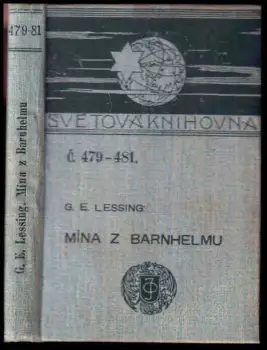 479-81
G. E. Lessing. Mína z Barnhelmu
SVĚTOVÁ KNIHOVNA
Č. 479-481.
G. E. LESSING:
MÍNA Z BARNHELMU